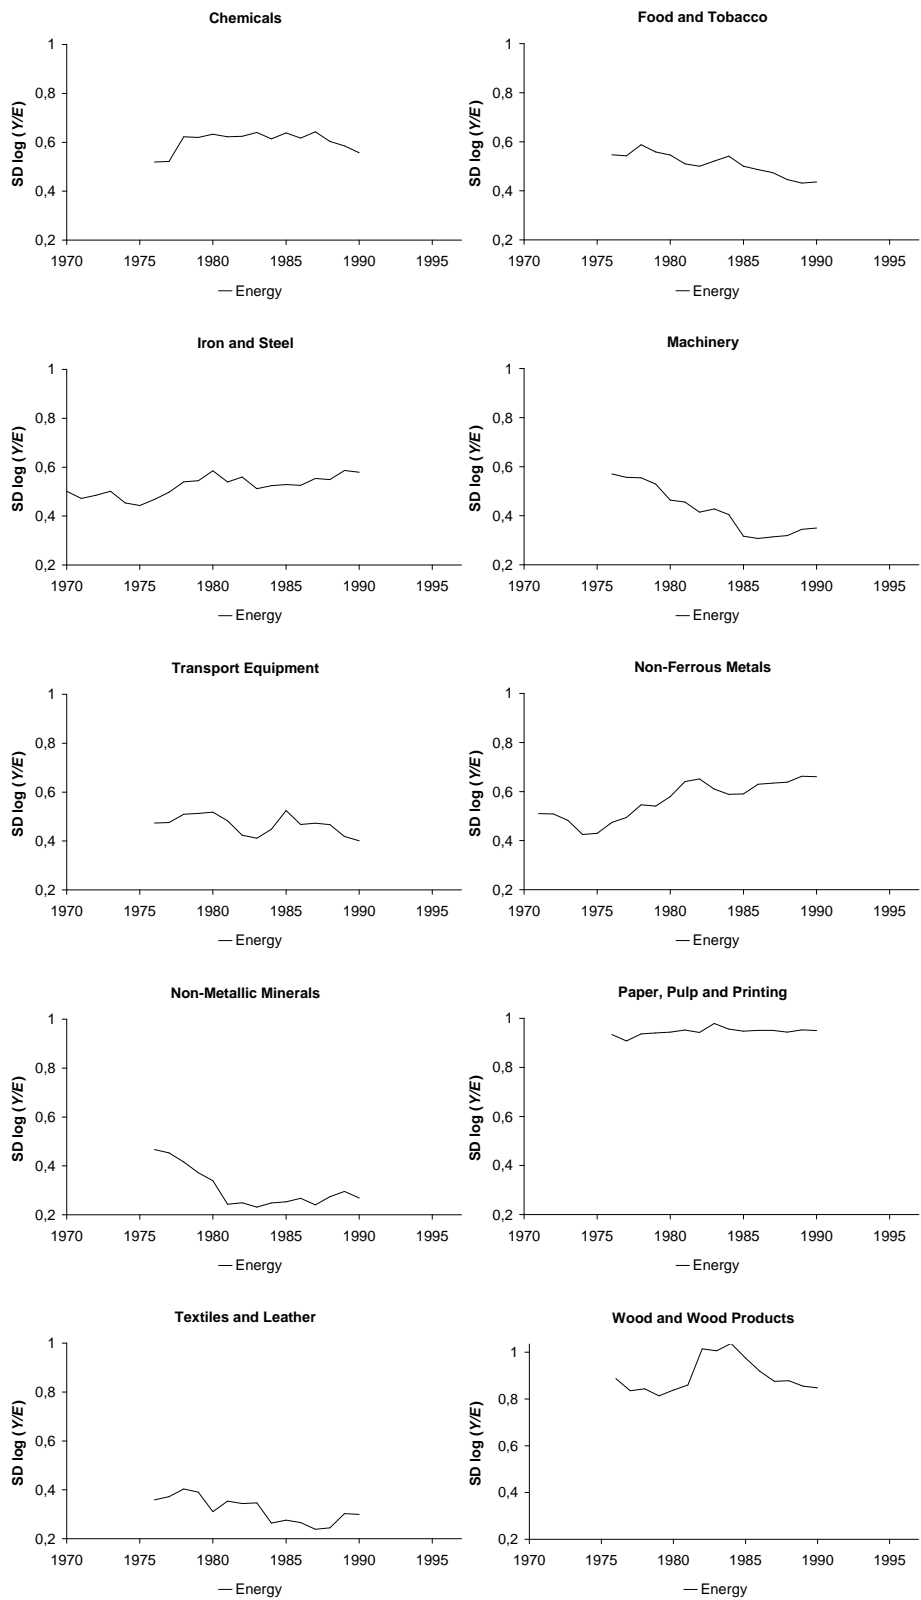 Chemicals
1
0,8
0,6
0,4
0,2
SD log (Y/E)
1970 1975 1980 1985 1990 1995
— Energy
Food and Tobacco
1
0,8
0,6
0,4
0,2
SD log (Y/E)
1970 1975 1980 1985 1990 1995
— Energy
Iron and Steel
1
0,8
0,6
0,4
0,2
SD log (Y/E)
1970 1975 1980 1985 1990 1995
— Energy
Machinery
1
0,8
0,6
0,4
0,2
SD log (Y/E)
1970 1975 1980 1985 1990 1995
— Energy
Transport Equipment
1
0,8
0,6
0,4
0,2
SD log (Y/E)
1970 1975 1980 1985 1990 1995
— Energy
Non-Ferrous Metals
1
0,8
0,6
0,4
0,2
SD log (Y/E)
1970 1975 1980 1985 1990 1995
— Energy
Non-Metallic Minerals
1
0,8
0,6
0,4
0,2
SD log (Y/E)
1970 1975 1980 1985 1990 1995
— Energy
Paper, Pulp and Printing
1
0,8
0,6
0,4
0,2
SD log (Y/E)
1970 1975 1980 1985 1990 1995
— Energy
Textiles and Leather
1
0,8
0,6
0,4
0,2
SD log (Y/E)
1970 1975 1980 1985 1990 1995
— Energy
Wood and Wood Products
1
0,8
0,6
0,4
0,2
SD log (Y/E)
1970 1975 1980 1985 1990 1995
— Energy